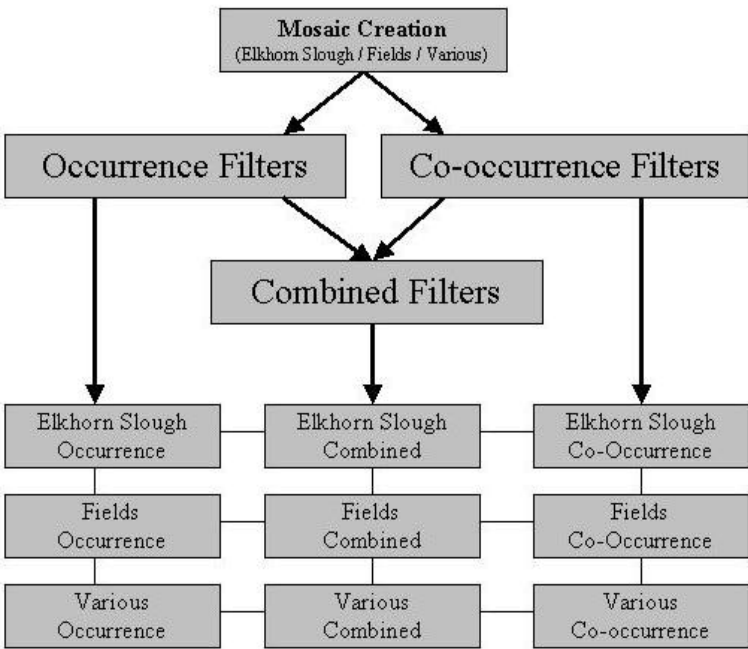 Mosaic Creation
(Elkhorn Slough / Fields / Various)
Occurrence Filters
Co-occurrence Filters
Combined Filters
Elkhorn Slough
Occurrence
Elkhorn Slough
Combined
Elkhorn Slough
Co-Occurrence
Fields
Occurrence
Fields
Combined
Fields
Co-Occurrence
Various
Occurrence
Various
Combined
Various
Co-occurrence